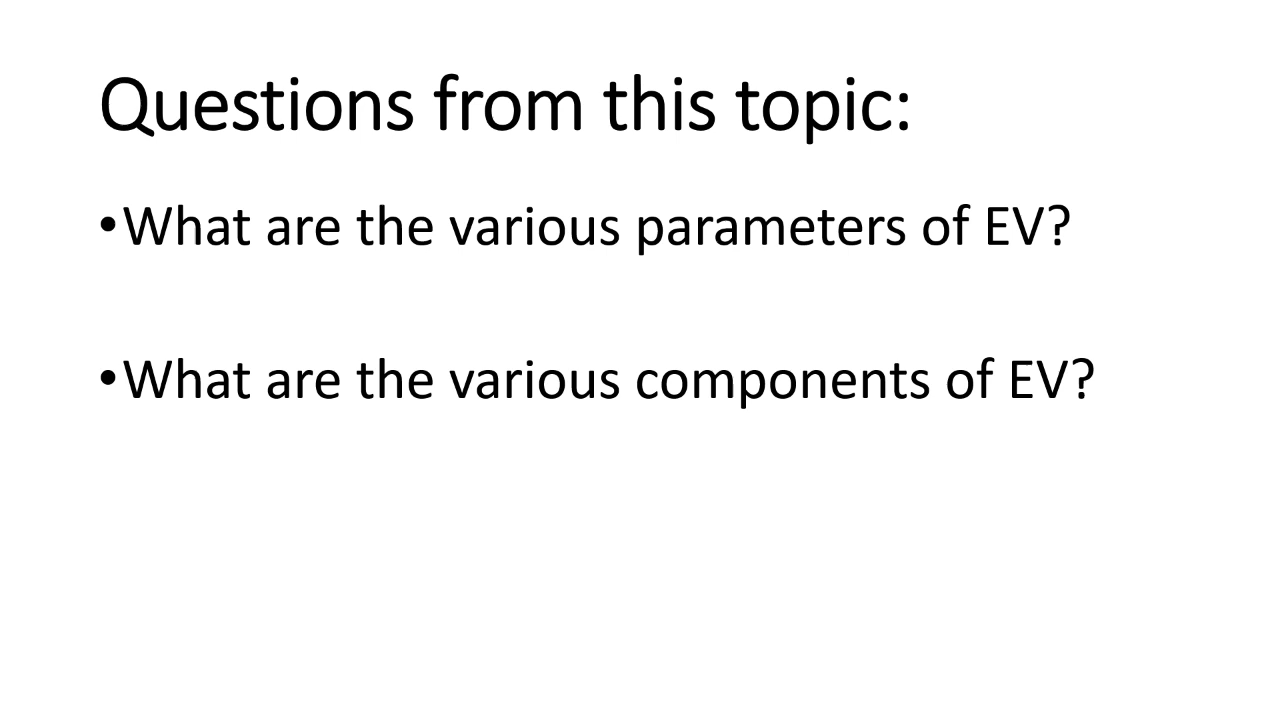 Questions from this topic:
•What are the various parameters of EV?
•What are the various components of EV?